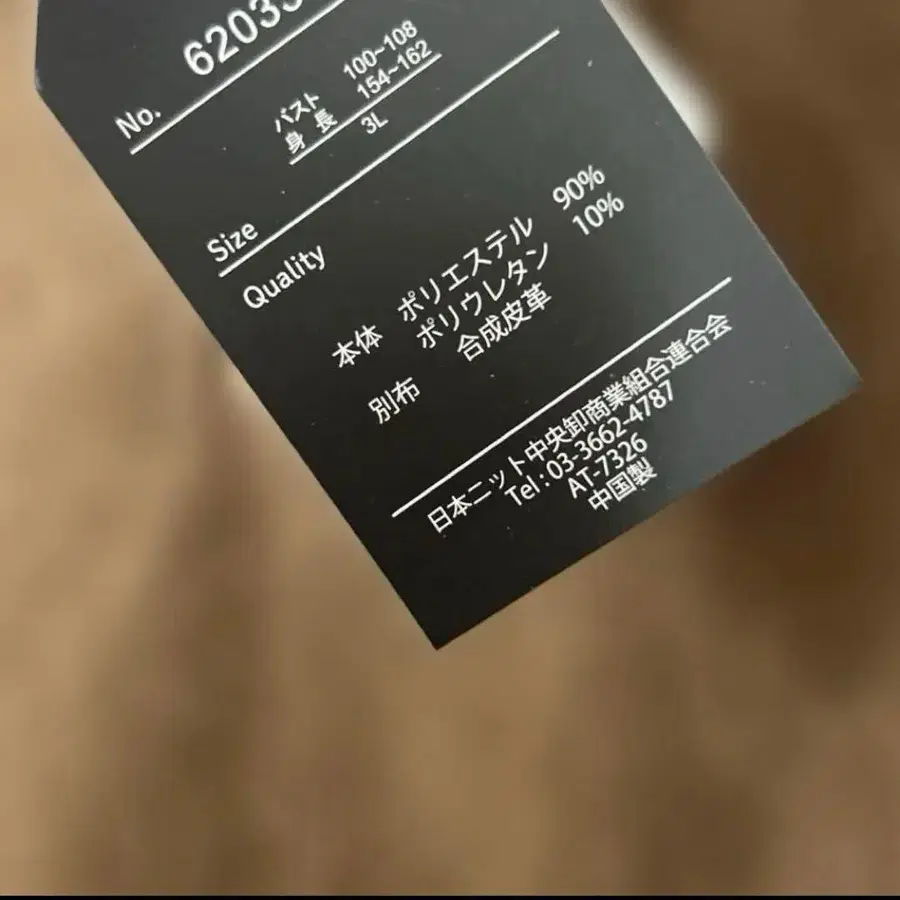 No. 62033
バスト 100~108
身 長 154~162
3L
Size
Quality
本体 ポリエステル 90%
ポリウレタン 10%
別布 合成皮革
日本ニット中央卸商業組合連合会
Tel : 03-3662-4787
AT-7326
中国製